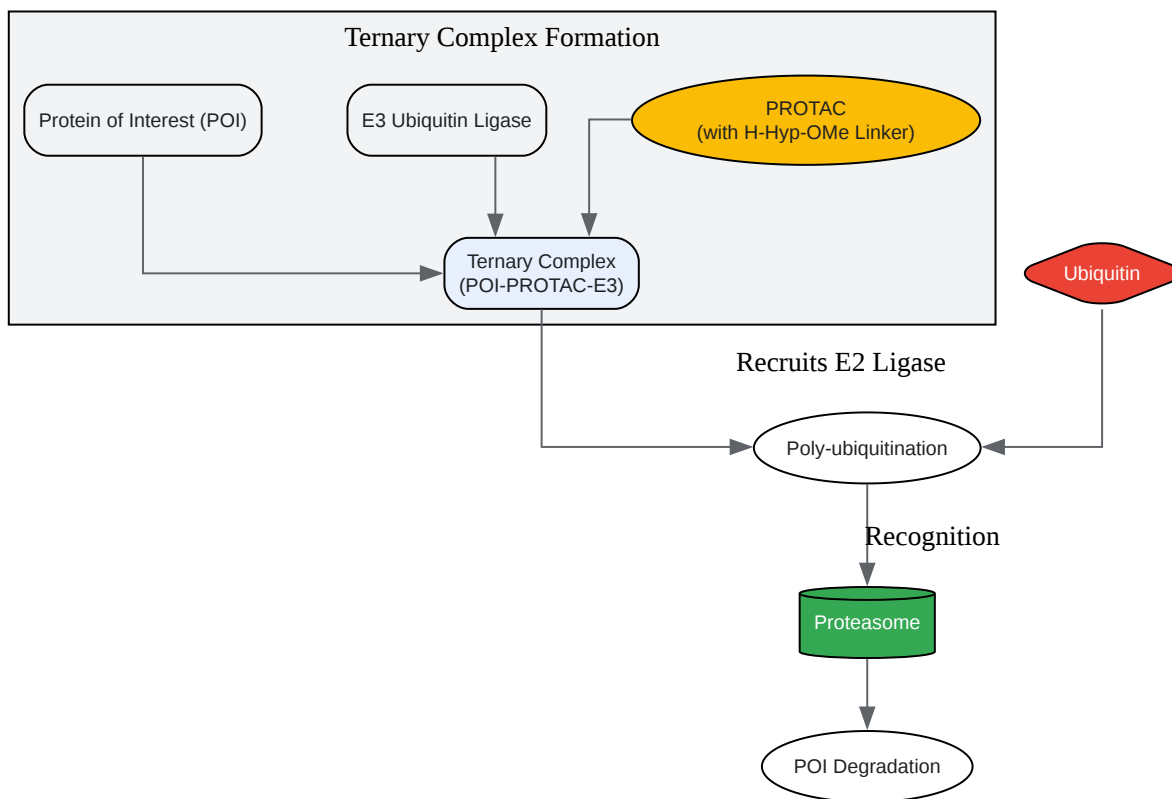 Ternary Complex Formation
Protein of Interest (POI)
E3 Ubiquitin Ligase
PROTAC
(with H-Hyp-OMe Linker)
Ternary Complex
(POI-PROTAC-E3)
Ubiquitin
Recruits E2 Ligase
Poly-ubiquitination
Recognition
Proteasome
POI Degradation